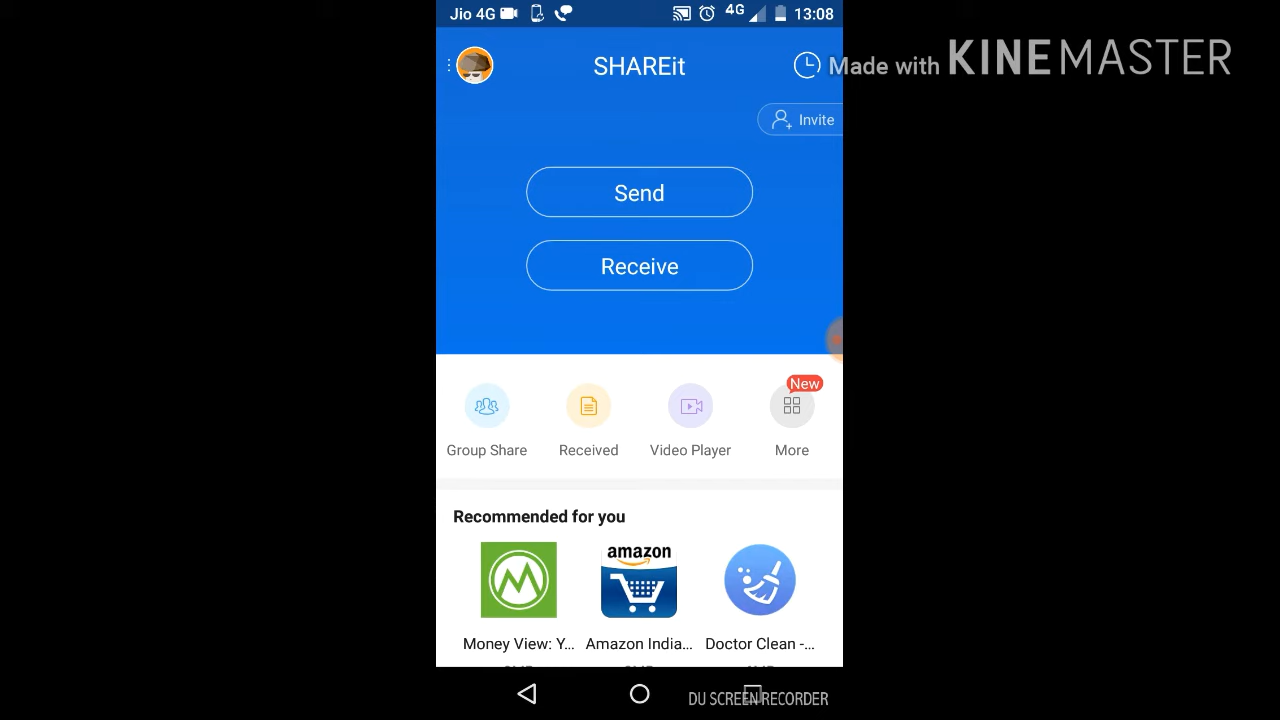 Jio 4G 4G 13:08
SHAREit
Made with KINEMASTER
Invite
Send
Receive
New
Group Share Received Video Player More
Recommended for you
amazon
Money View: Y... Amazon India... Doctor Clean -...
DU SCREEN RECORDER